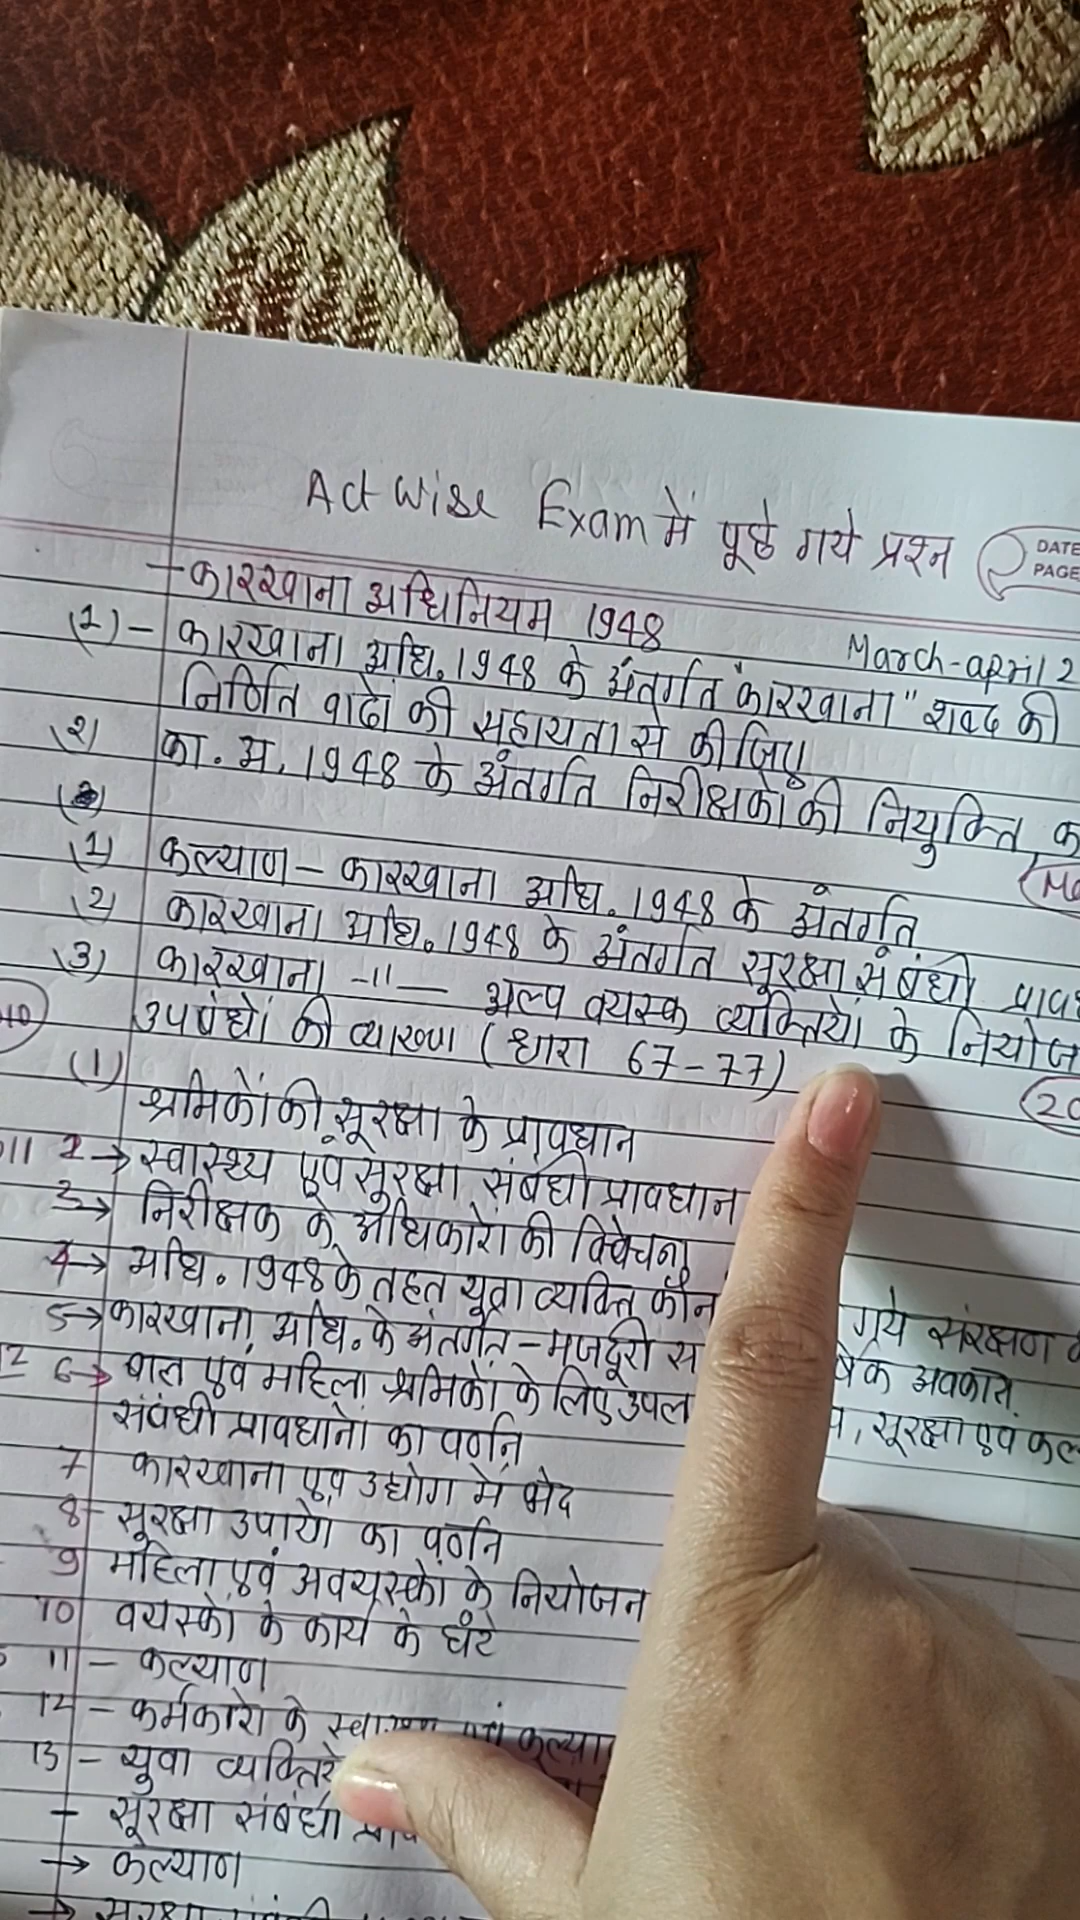 Act wise Exam में पूछे गये प्रश्न
DATE
PAGE
- कारखाना अधिनियम 1948
March-april 2
(1) - कारखाना अधि. 1948 के अंतर्गत "कारखाना" शब्द की
निर्णित वादों की सहायता से कीजिए
(2) का. अ. 1948 के अंतर्गत निरीक्षकों की नियुक्ति
(1) कल्याण - कारखाना अधि. 1948 के अंतर्गत
(2) कारखाना अधि. 1948 के अंतर्गत सुरक्षा संबंधी
(3) कारखाना -11- अल्प वयस्क व्यक्तियों के
उपबंधों की व्याख्या (धारा 67-77)
(1) श्रमिकों की सुरक्षा के प्रावधान
2 → स्वास्थ्य एवं सुरक्षा संबंधी प्रावधान
3 → निरीक्षक के अधिकारों की विवेचना
4 → अधि. 1948 के तहत युवा व्यक्ति कौन गये संरक्षण
5 → कारखाना अधि. के अंतर्गत - मजदूरी अवकाश
6 → बाल एवं महिला श्रमिकों के लिए सुरक्षा एवं
संबंधी प्रावधानों का वर्णन
7 कारखाना एवं उद्योग में भेद
8 - सुरक्षा उपायों का वर्णन
9 महिला एवं अवयस्कों के नियोजन
10 वयस्कों के कार्य के घंटे
11 - कल्याण
12 - कर्मकारों के
13 - युवा
- सुरक्षा संबंधी
→ कल्याण